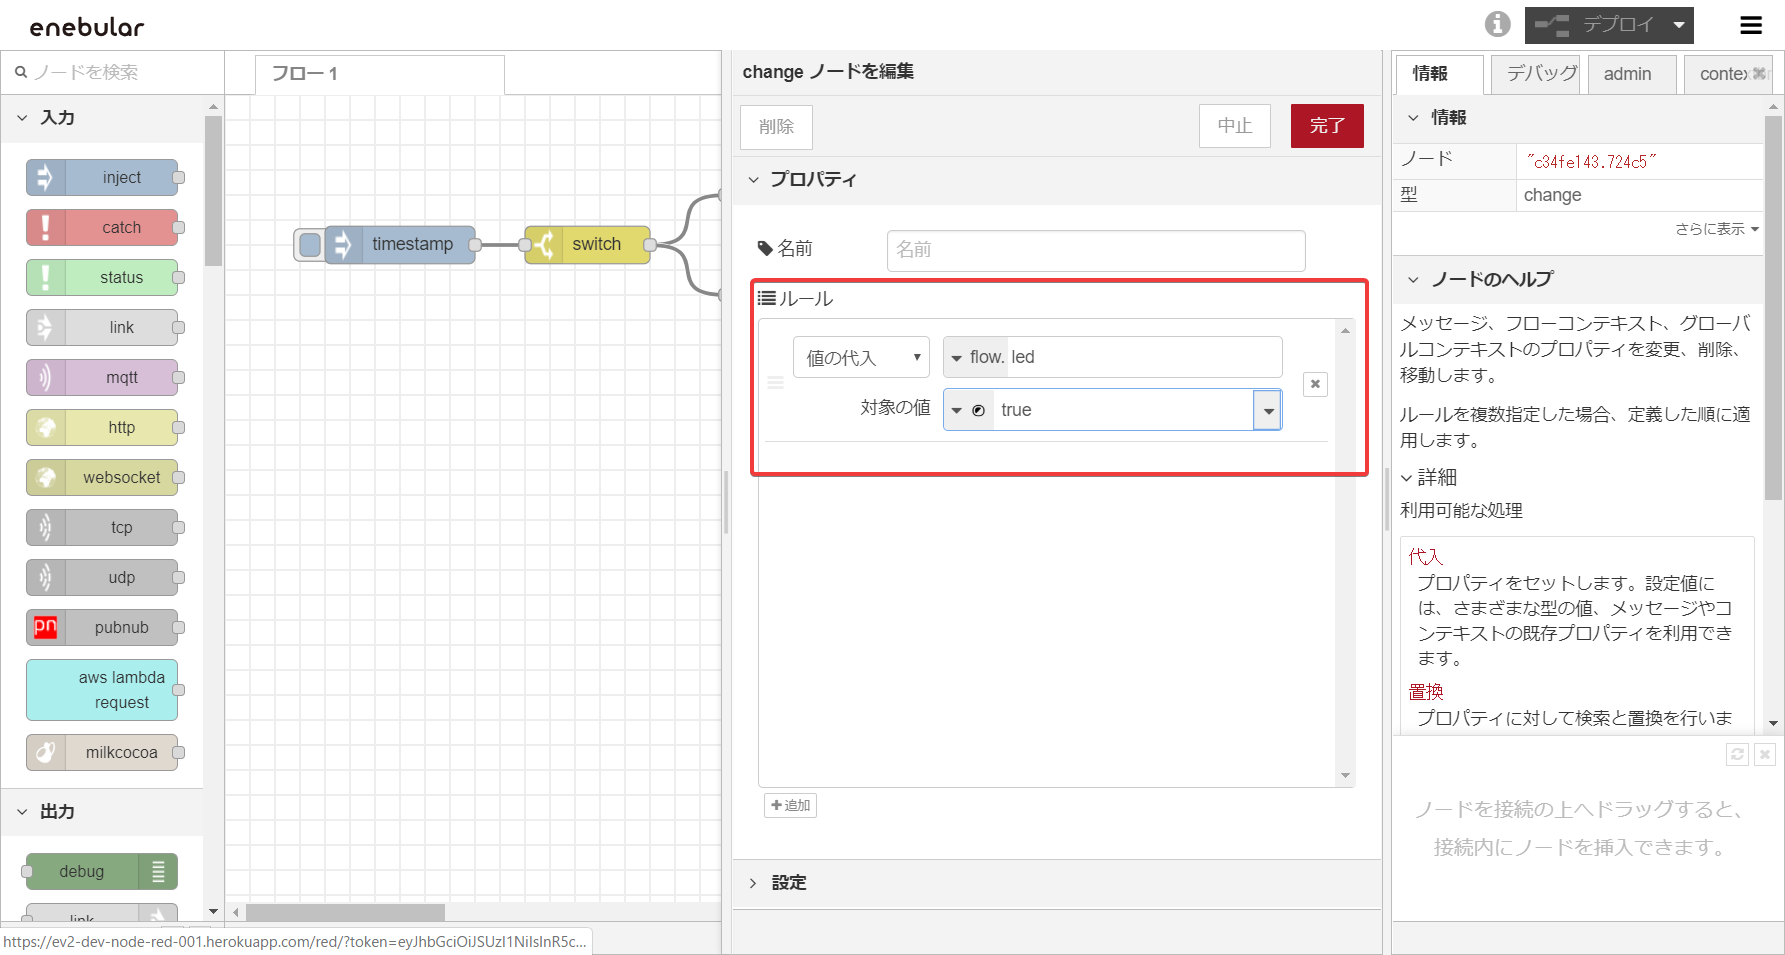 enebular
デプロイ
ノードを検索
入力
inject
catch
status
link
mqtt
http
websocket
tcp
udp
pn
pubnub
aws lambda
request
milkcocoa
出力
debug
link
フロー 1
timestamp
switch
change ノードを編集
削除
中止
完了
プロパティ
名前
名前
ルール
値の代入
flow. led
対象の値
true
追加
設定
情報
デバッグ
admin
contex
情報
ノード
"c34fe143.724c5"
型
change
さらに表示
ノードのヘルプ
メッセージ、フローコンテキスト、グローバ
ルコンテキストのプロパティを変更、削除、
移動します。
ルールを複数指定した場合、定義した順に適
用します。
詳細
利用可能な処理
代入
プロパティをセットします。設定値に
は、さまざまな型の値、メッセージやコ
ンテキストの既存プロパティを利用でき
ます。
置換
プロパティに対して検索と置換を行いま
ノードを接続の上へドラッグすると、
接続内にノードを挿入できます。
https://ev2-dev-node-red-001.herokuapp.com/red/?token=eyJhbGciOiJSUzI1NiIsInR5c...